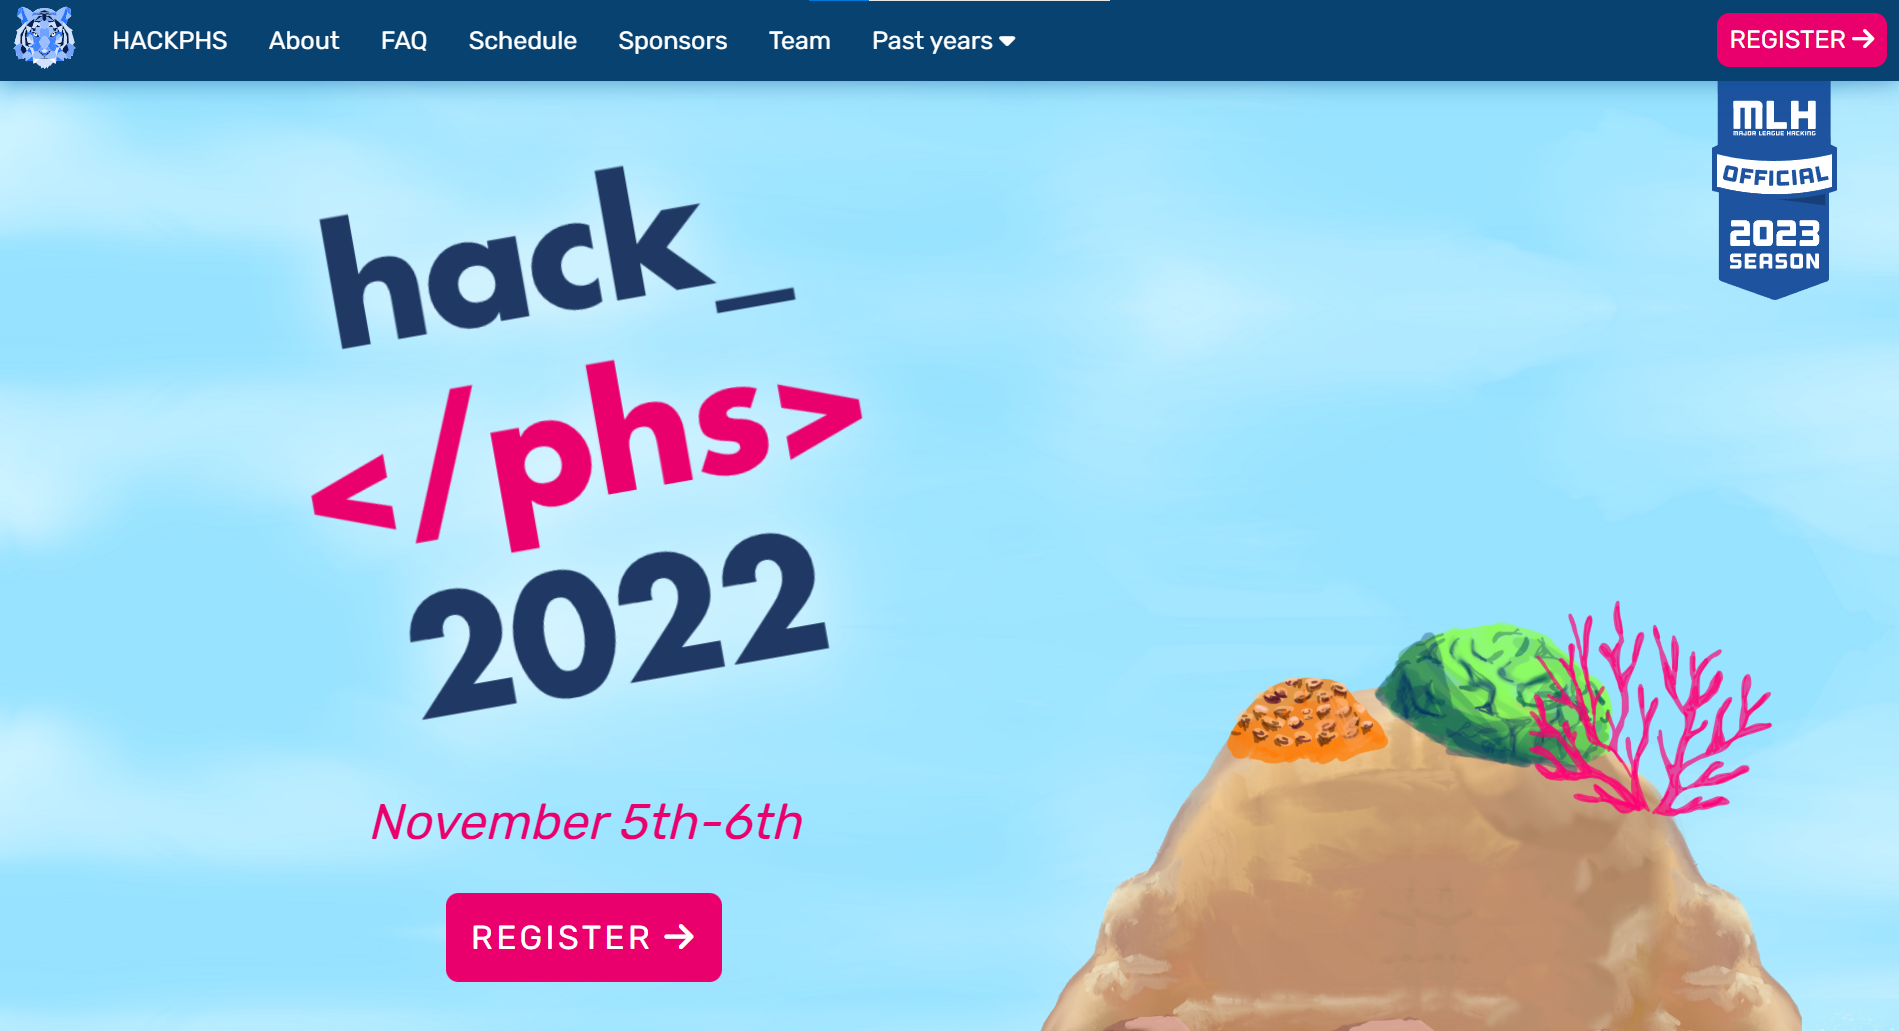 HACKPHS About FAQ Schedule Sponsors Team Past years REGISTER →
MLH
MAJOR LEAGUE HACKING
OFFICIAL
2023
SEASON
hack_
</phs>
2022
November 5th-6th
REGISTER →